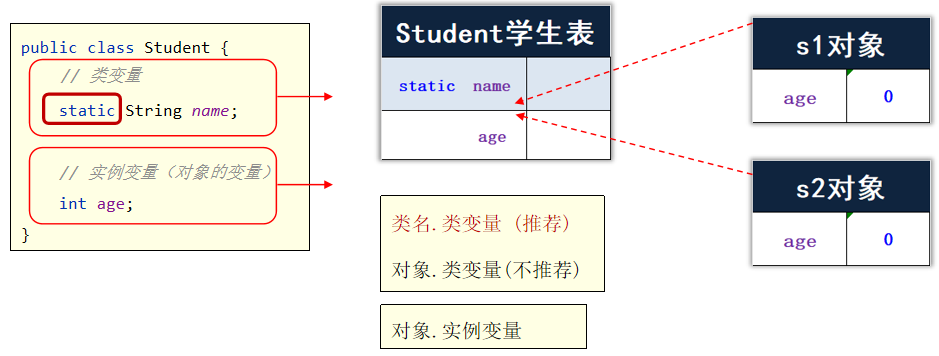 public class Student {
// 类变量
static String name;
// 实例变量（对象的变量）
int age;
}
Student学生表
static name
age
类名.类变量（推荐）
对象.类变量(不推荐)
对象.实例变量
s1对象
age 0
s2对象
age 0